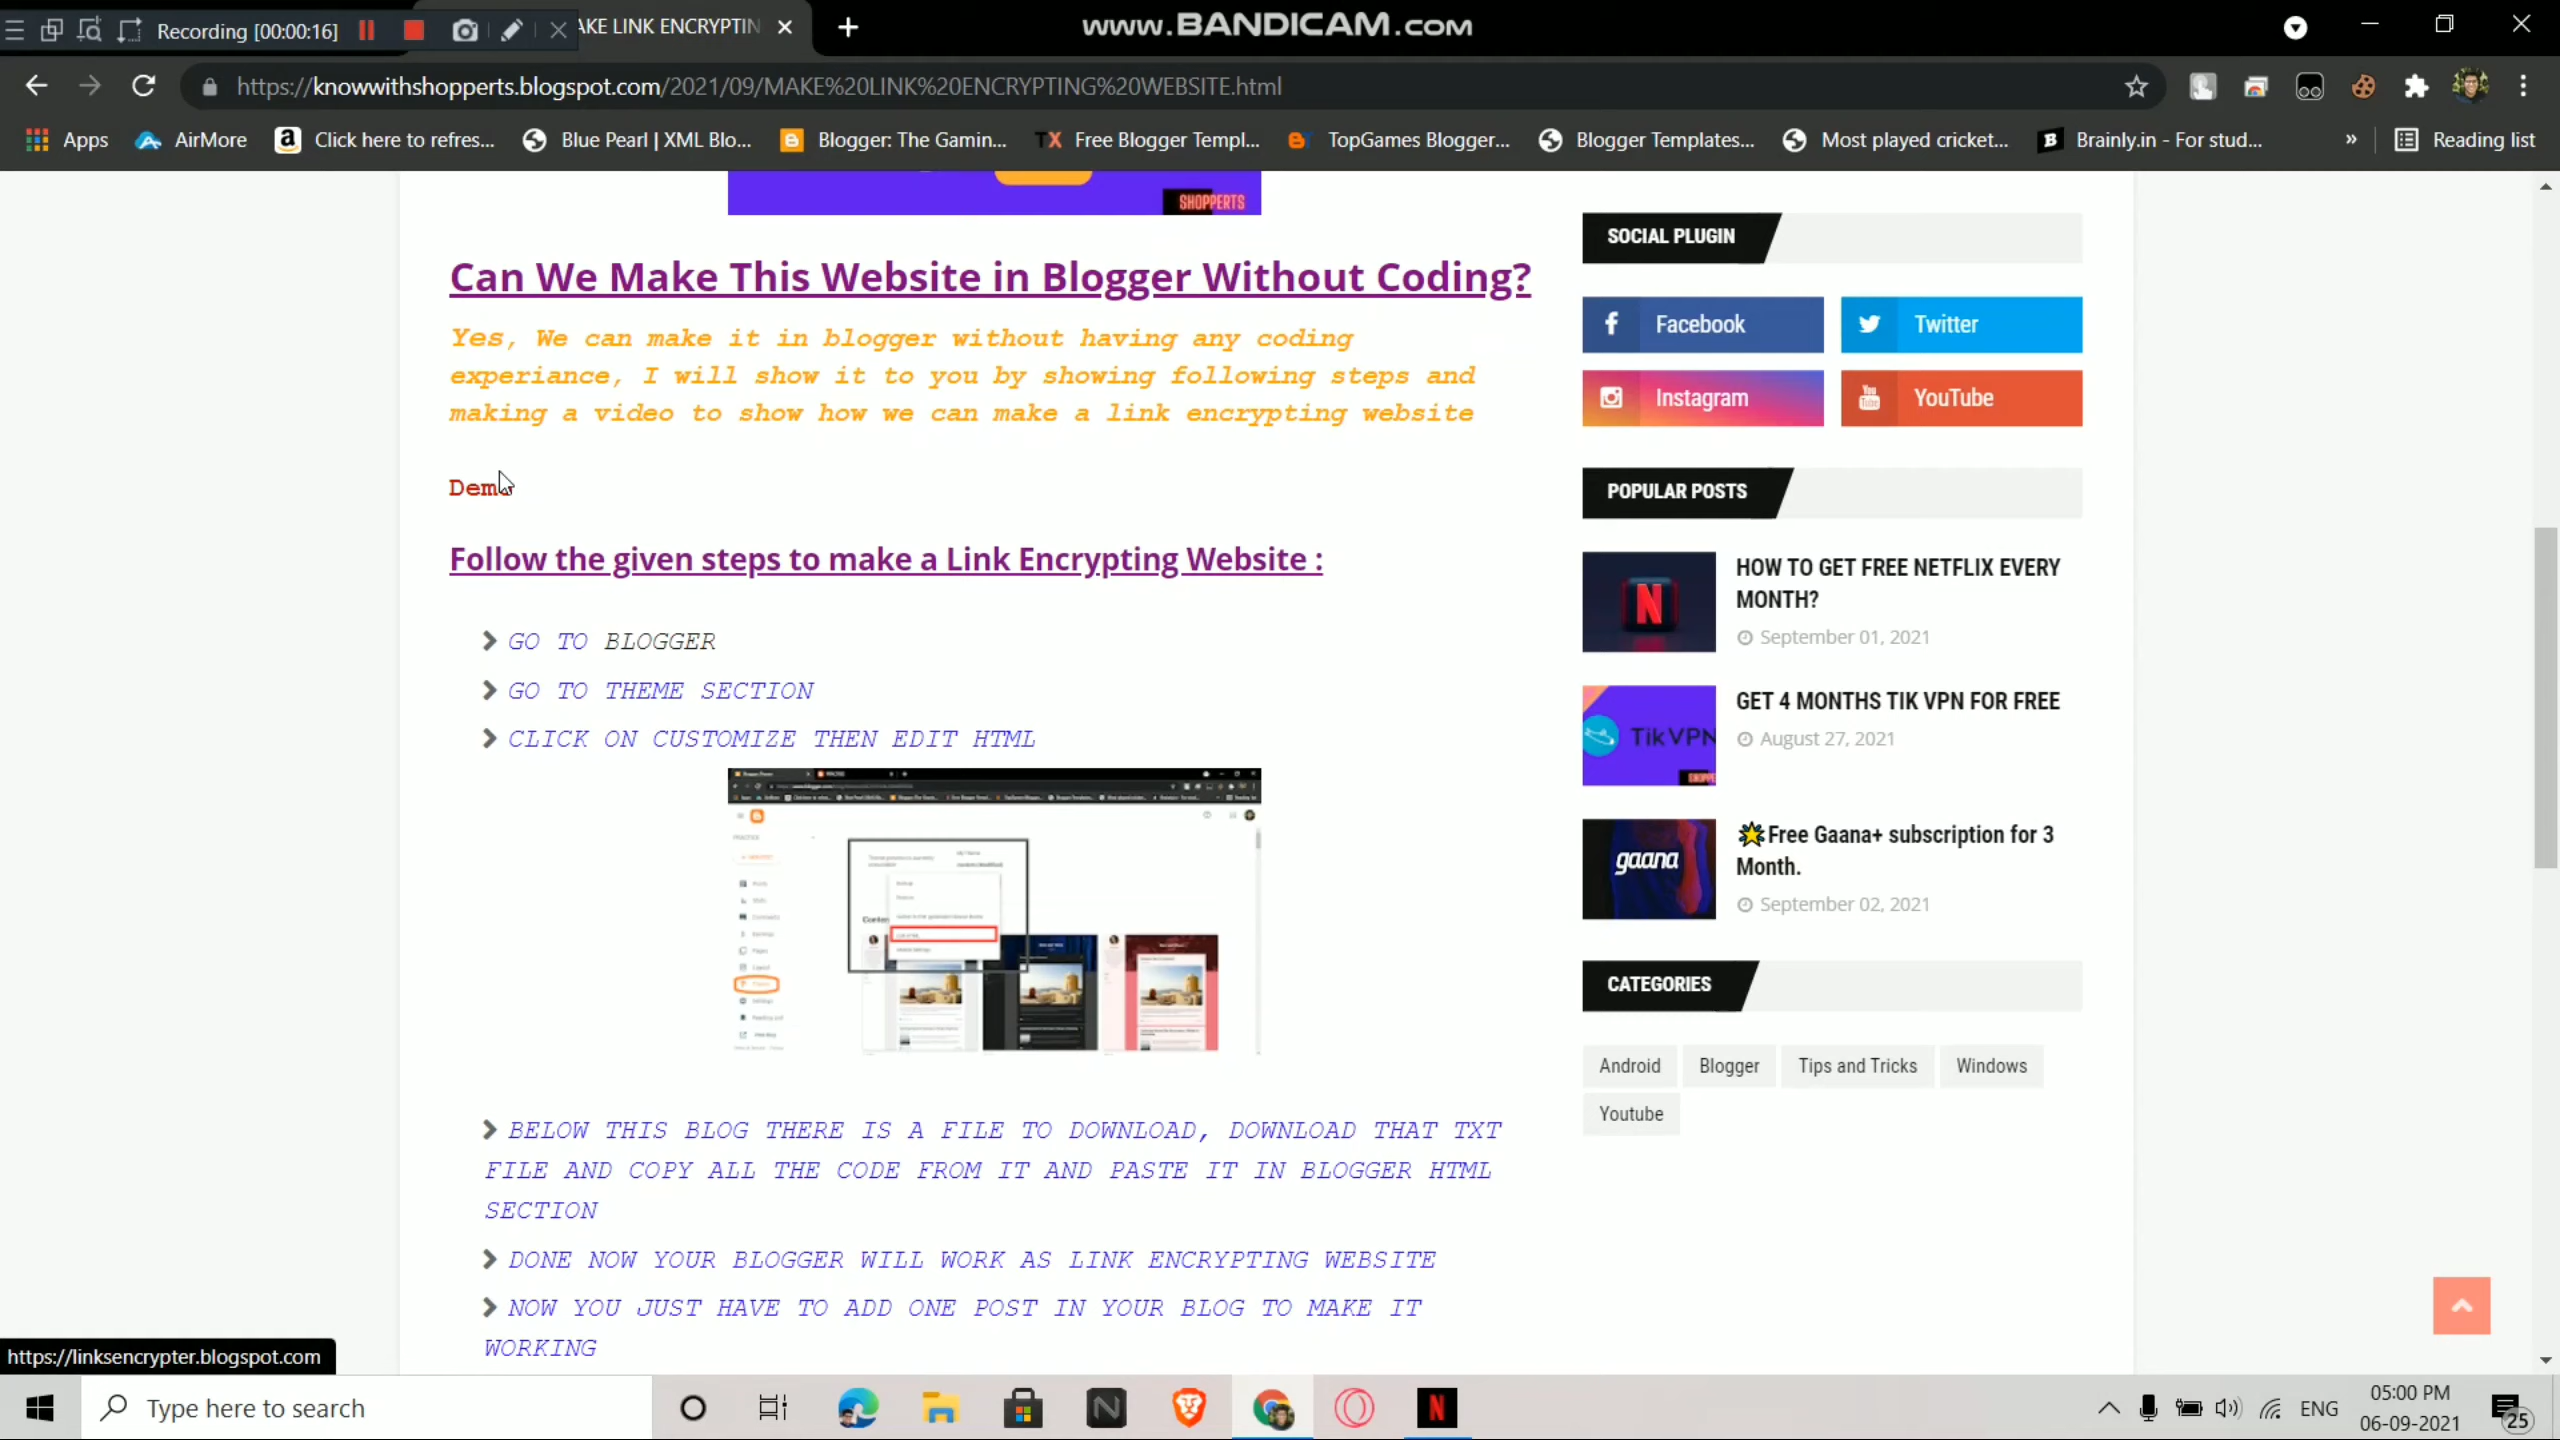 Recording [00:00:16]
AKE LINK ENCRYPTIN
www.BANDICAM.com
https://knowwithshopperts.blogspot.com/2021/09/MAKE%20LINK%20ENCRYPTING%20WEBSITE.html
Apps
AirMore
Click here to refres...
Blue Pearl | XML Blo...
Blogger: The Gamin...
TX Free Blogger Templ...
TopGames Blogger...
Blogger Templates...
Most played cricket...
B Brainly.in - For stud...
»
Reading list
SHOPPERTS
Can We Make This Website in Blogger Without Coding?
Yes, We can make it in blogger without having any coding
experiance, I will show it to you by showing following steps and
making a video to show how we can make a link encrypting website
Demo
Follow the given steps to make a Link Encrypting Website :
GO TO BLOGGER
GO TO THEME SECTION
CLICK ON CUSTOMIZE THEN EDIT HTML
BELOW THIS BLOG THERE IS A FILE TO DOWNLOAD, DOWNLOAD THAT TXT
FILE AND COPY ALL THE CODE FROM IT AND PASTE IT IN BLOGGER HTML
SECTION
DONE NOW YOUR BLOGGER WILL WORK AS LINK ENCRYPTING WEBSITE
NOW YOU JUST HAVE TO ADD ONE POST IN YOUR BLOG TO MAKE IT
WORKING
SOCIAL PLUGIN
Facebook
Twitter
Instagram
YouTube
POPULAR POSTS
HOW TO GET FREE NETFLIX EVERY
MONTH?
September 01, 2021
TikVPN
GET 4 MONTHS TIK VPN FOR FREE
August 27, 2021
gaana
🌟Free Gaana+ subscription for 3
Month.
September 02, 2021
CATEGORIES
Android
Blogger
Tips and Tricks
Windows
Youtube
https://linksencrypter.blogspot.com
Type here to search
ENG
05:00 PM
06-09-2021
25